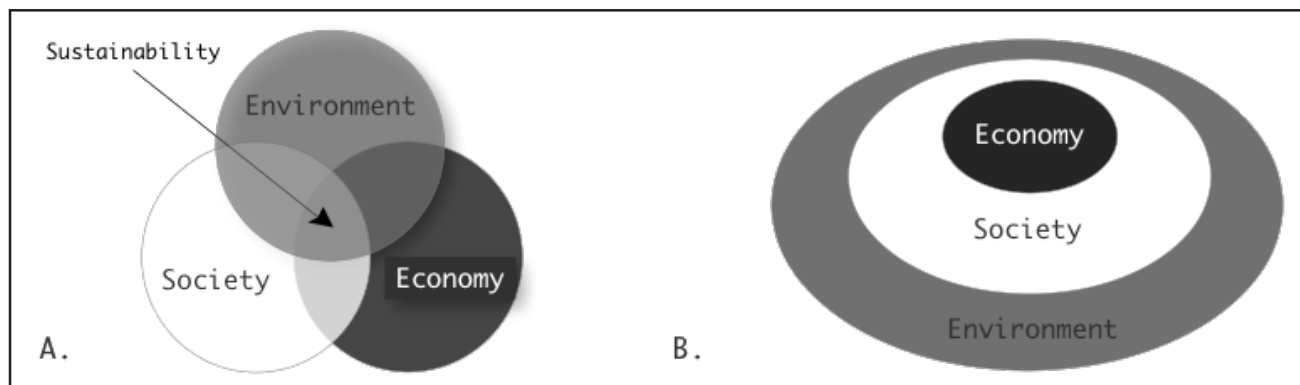 Sustainability
Environment
Society
Economy
A.
Economy
Society
Environment
B.